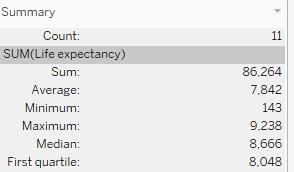 Summary
Count: 11
SUM(Life expectancy)
Sum: 86,264
Average: 7,842
Minimum: 143
Maximum: 9,238
Median: 8,666
First quartile: 8,048